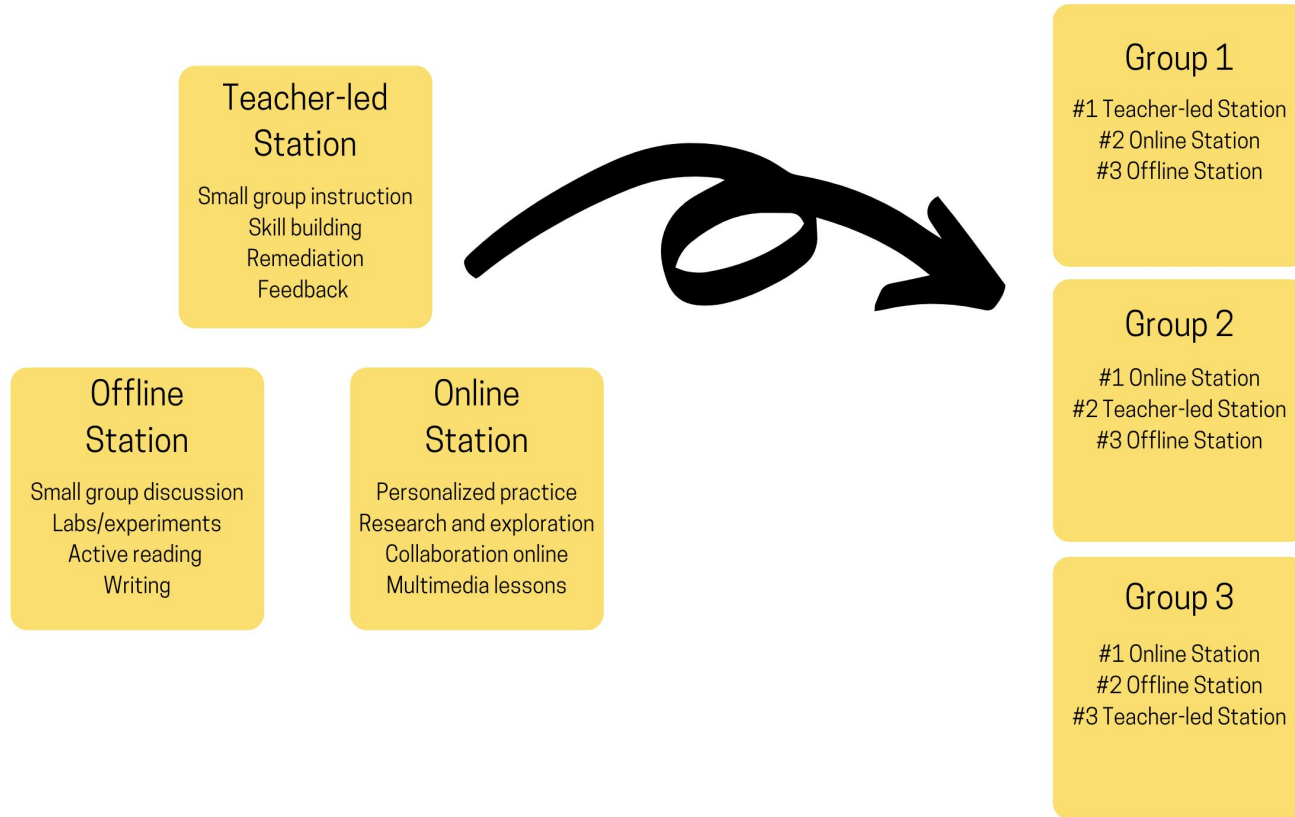 Teacher-led
Station
Small group instruction
Skill building
Remediation
Feedback
Offline
Station
Small group discussion
Labs/experiments
Active reading
Writing
Online
Station
Personalized practice
Research and exploration
Collaboration online
Multimedia lessons
Group 1
#1 Teacher-led Station
#2 Online Station
#3 Offline Station
Group 2
#1 Online Station
#2 Teacher-led Station
#3 Offline Station
Group 3
#1 Online Station
#2 Offline Station
#3 Teacher-led Station